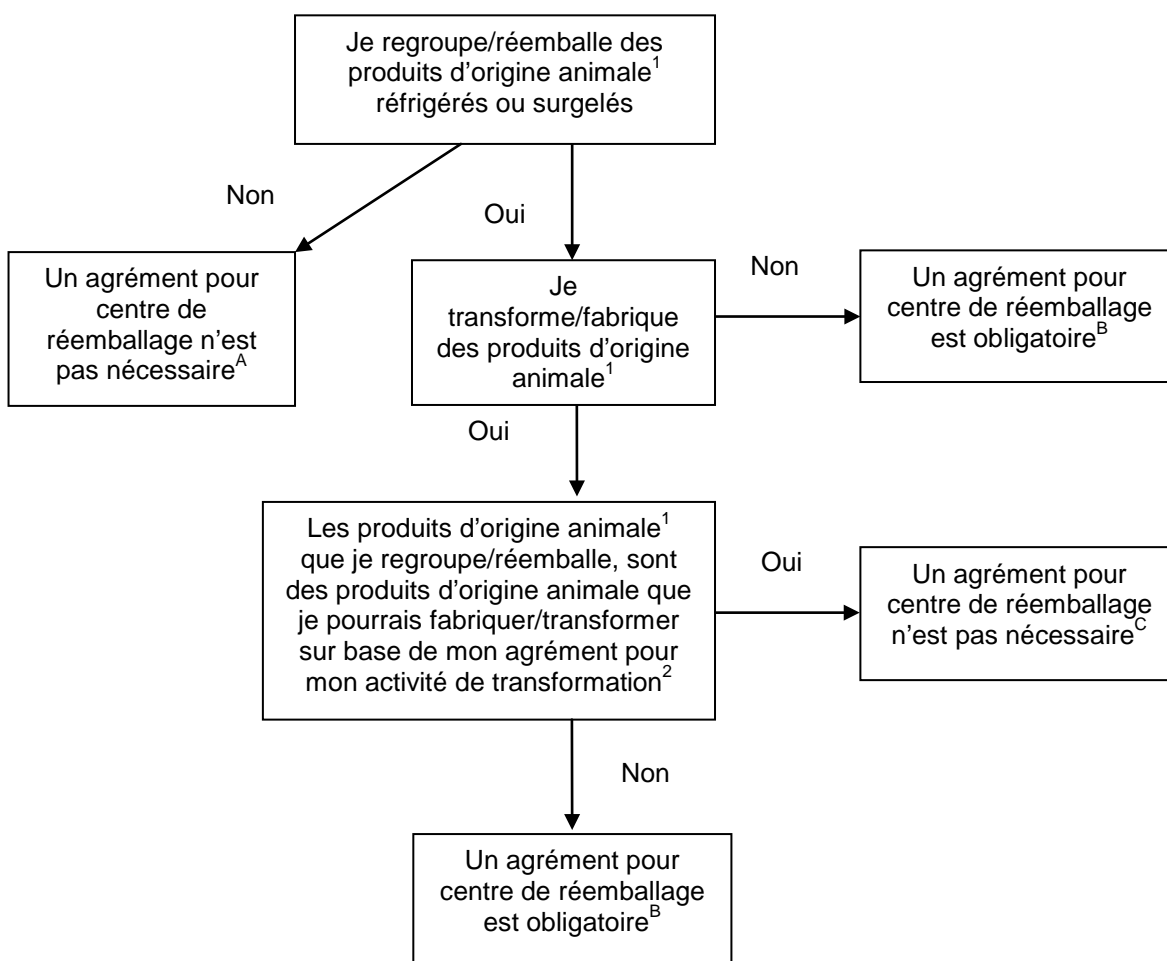 Je regroupe/réemballe des
produits d'origine animale1
réfrigérés ou surgelés
Non
Oui
Un agrément pour
centre de
réemballage n'est
pas nécessaireA
Je
transforme/fabrique
des produits d'origine
animale1
Non
Un agrément pour
centre de réemballage
est obligatoireB
Oui
Les produits d'origine animale1
que je regroupe/réemballe, sont
des produits d'origine animale que
je pourrais fabriquer/transformer
sur base de mon agrément pour
mon activité de transformation2
Oui
Un agrément pour
centre de réemballage
n'est pas nécessaireC
Non
Un agrément pour
centre de réemballage
est obligatoireB